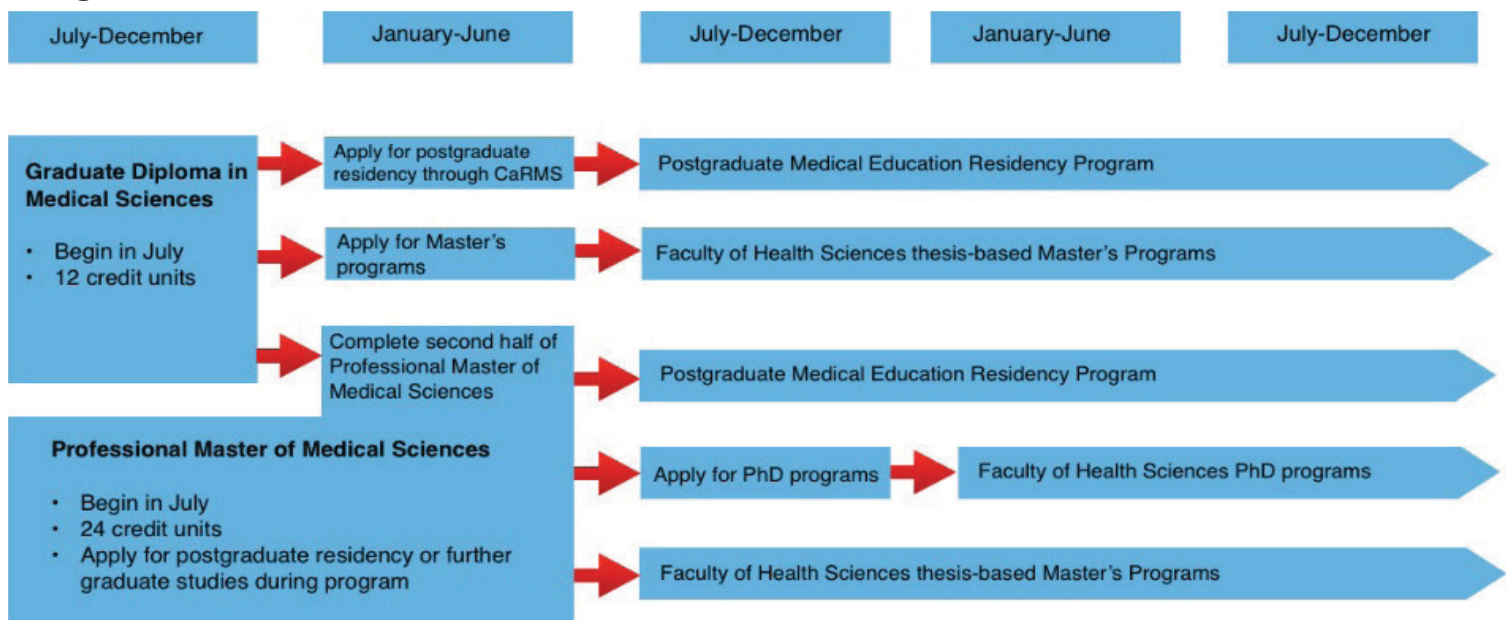 July-December
January-June
July-December
January-June
July-December
Graduate Diploma in
Medical Sciences
• Begin in July
• 12 credit units
Apply for postgraduate
residency through CaRMS
Postgraduate Medical Education Residency Program
Apply for Master's
programs
Faculty of Health Sciences thesis-based Master's Programs
Complete second half of
Professional Master of
Medical Sciences
Postgraduate Medical Education Residency Program
Professional Master of Medical Sciences
• Begin in July
• 24 credit units
• Apply for postgraduate residency or further
graduate studies during program
Apply for PhD programs
Faculty of Health Sciences PhD programs
Faculty of Health Sciences thesis-based Master's Programs